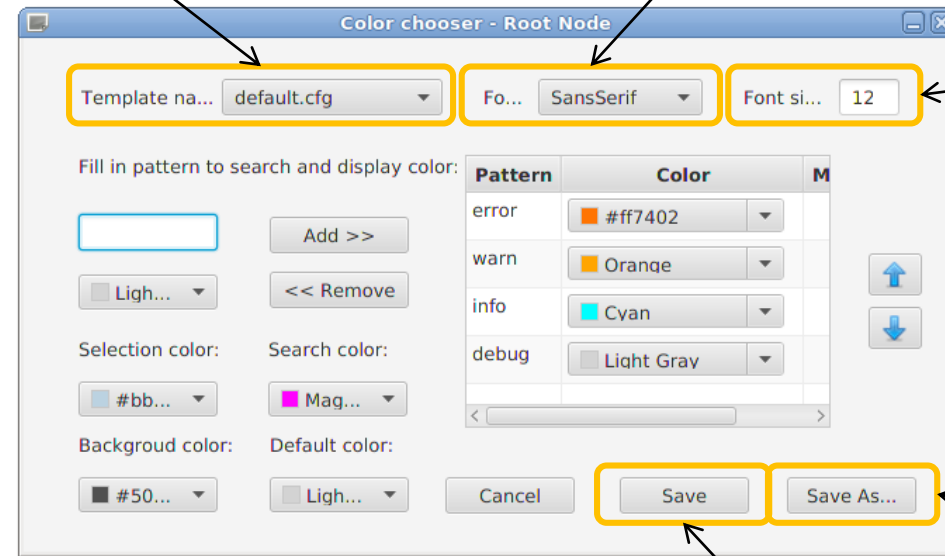 Color chooser - Root Node
Template na... default.cfg Fo... SansSerif Font si... 12
Fill in pattern to search and display color:
Pattern Color M
error #ff7402
Add >>
warn Orange
Ligh... << Remove
info Cyan
Selection color: Search color:
debug Light Gray
#bb... Mag...
Backgroud color: Default color:
#50... Ligh... Cancel Save Save As...